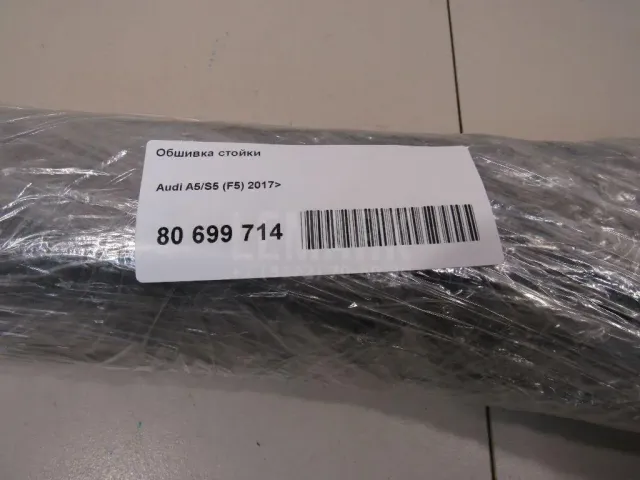 Обшивка стойки
Audi A5/S5 (F5) 2017>
80 699 714